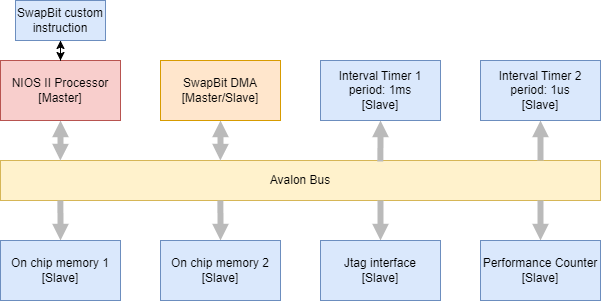 SwapBit custom
instruction
NIOS II Processor
[Master]
SwapBit DMA
[Master/Slave]
Interval Timer 1
period: 1ms
[Slave]
Interval Timer 2
period: 1us
[Slave]
Avalon Bus
On chip memory 1
[Slave]
On chip memory 2
[Slave]
Jtag interface
[Slave]
Performance Counter
[Slave]